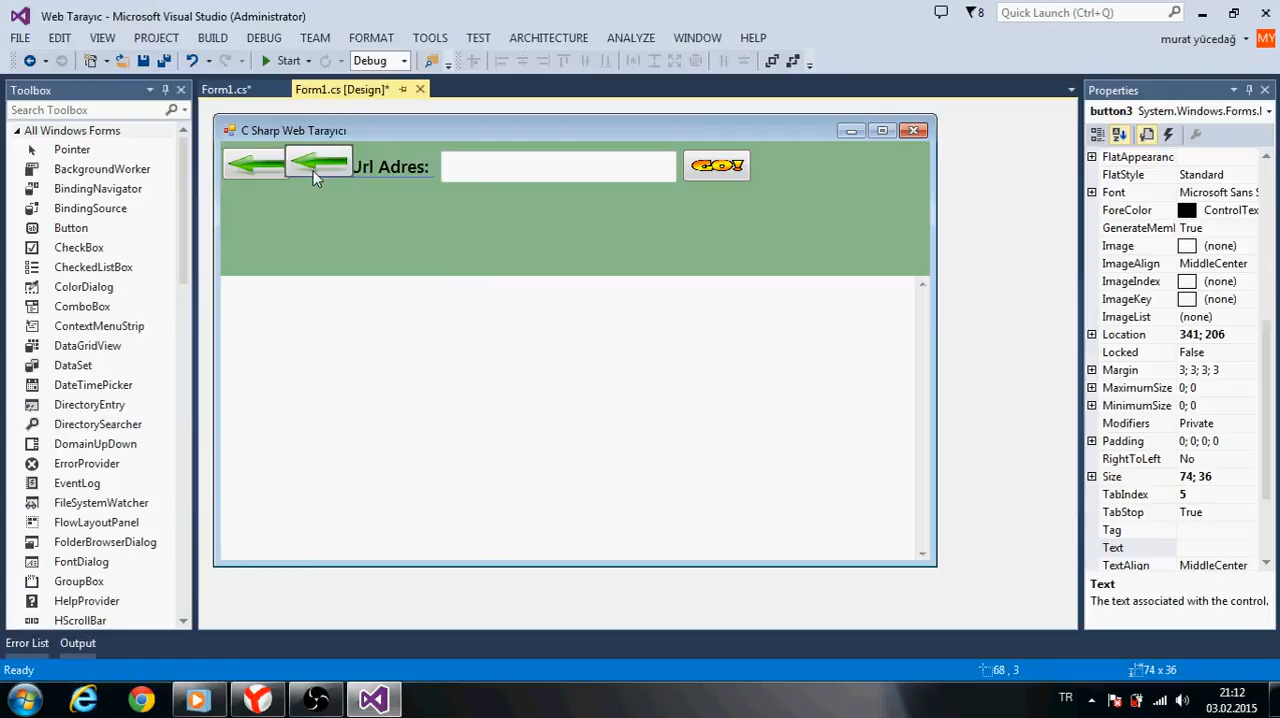 Web Tarayıc - Microsoft Visual Studio (Administrator)
8
Quick Launch (Ctrl+Q)
FILE EDIT VIEW PROJECT BUILD DEBUG TEAM FORMAT TOOLS TEST ARCHITECTURE ANALYZE WINDOW HELP
murat yücedağ
MY
Start
Debug
Toolbox
Form1.cs*
Form1.cs [Design]*
Properties
Search Toolbox
All Windows Forms
Pointer
BackgroundWorker
BindingNavigator
BindingSource
Button
CheckBox
CheckedListBox
ColorDialog
ComboBox
ContextMenuStrip
DataGridView
DataSet
DateTimePicker
DirectoryEntry
DirectorySearcher
DomainUpDown
ErrorProvider
EventLog
FileSystemWatcher
FlowLayoutPanel
FolderBrowserDialog
FontDialog
GroupBox
HelpProvider
HScrollBar
C Sharp Web Tarayıcı
Url Adres:
GO!
button3 System.Windows.Forms.
FlatAppearanc
FlatStyle Standard
Font Microsoft Sans S
ForeColor ControlTex
GenerateMeml True
Image (none)
ImageAlign MiddleCenter
ImageIndex (none)
ImageKey (none)
ImageList (none)
Location 341; 206
Locked False
Margin 3; 3; 3; 3
MaximumSize 0; 0
MinimumSize 0; 0
Modifiers Private
Padding 0; 0; 0; 0
RightToLeft No
Size 74; 36
TabIndex 5
TabStop True
Tag
Text
TextAlign MiddleCenter
Text
The text associated with the control.
Error List Output
Ready
68 , 3
74 x 36
TR
21:12
03.02.2015